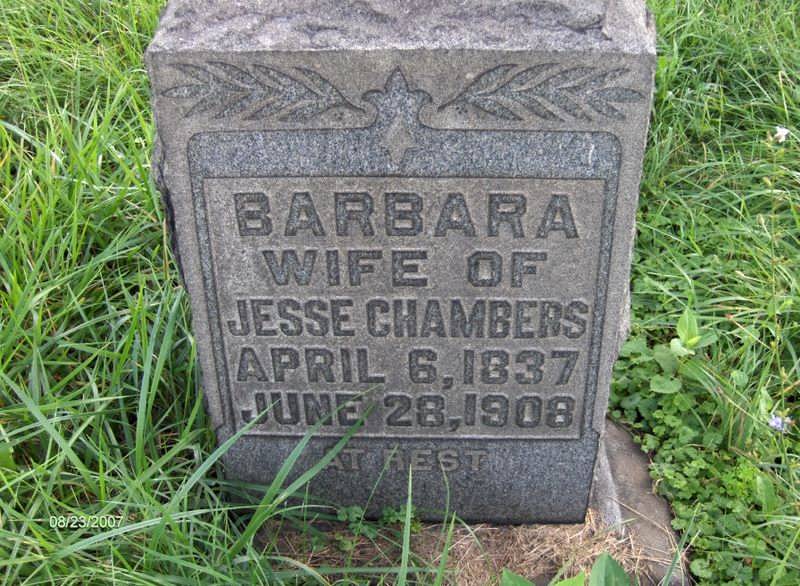 BARBARA
WIFE OF
JESSE CHAMBERS
APRIL 6, 1837
JUNE 28, 1908
AT REST
08/23/2007